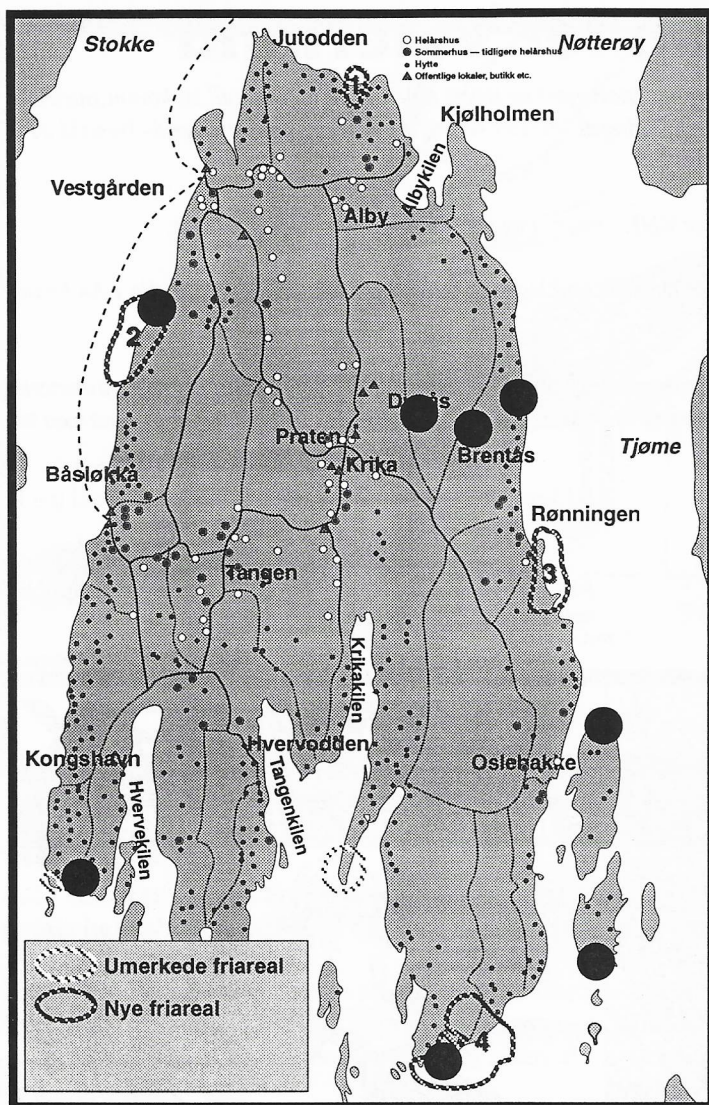 Stokke
Jutodden
Nøtterøy
Helårshus
Sommerhus — tidligere helårshus
Hytte
Offentlige lokaler, butikk etc.
1
Kjølholmen
Albykilen
Vestgården
Alby
2
Praten
Krika
Brentås
Tjøme
Båsløkka
Rønningen
3
Tangen
Krikakilen
Kongshavn
Hvervodden
Oslebakke
Hvervekilen
Tangenkilen
Umerkede friareal
Nye friareal
4